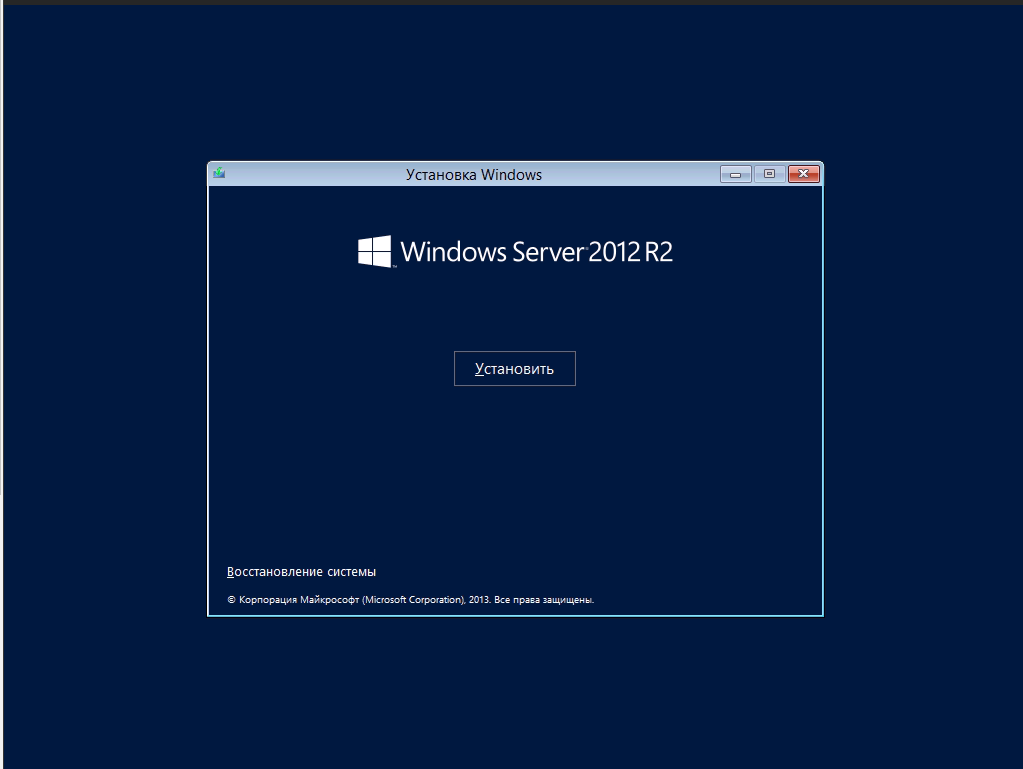 Установка Windows
Windows Server 2012 R2
Установить
Восстановление системы
© Корпорация Майкрософт (Microsoft Corporation), 2013. Все права защищены.